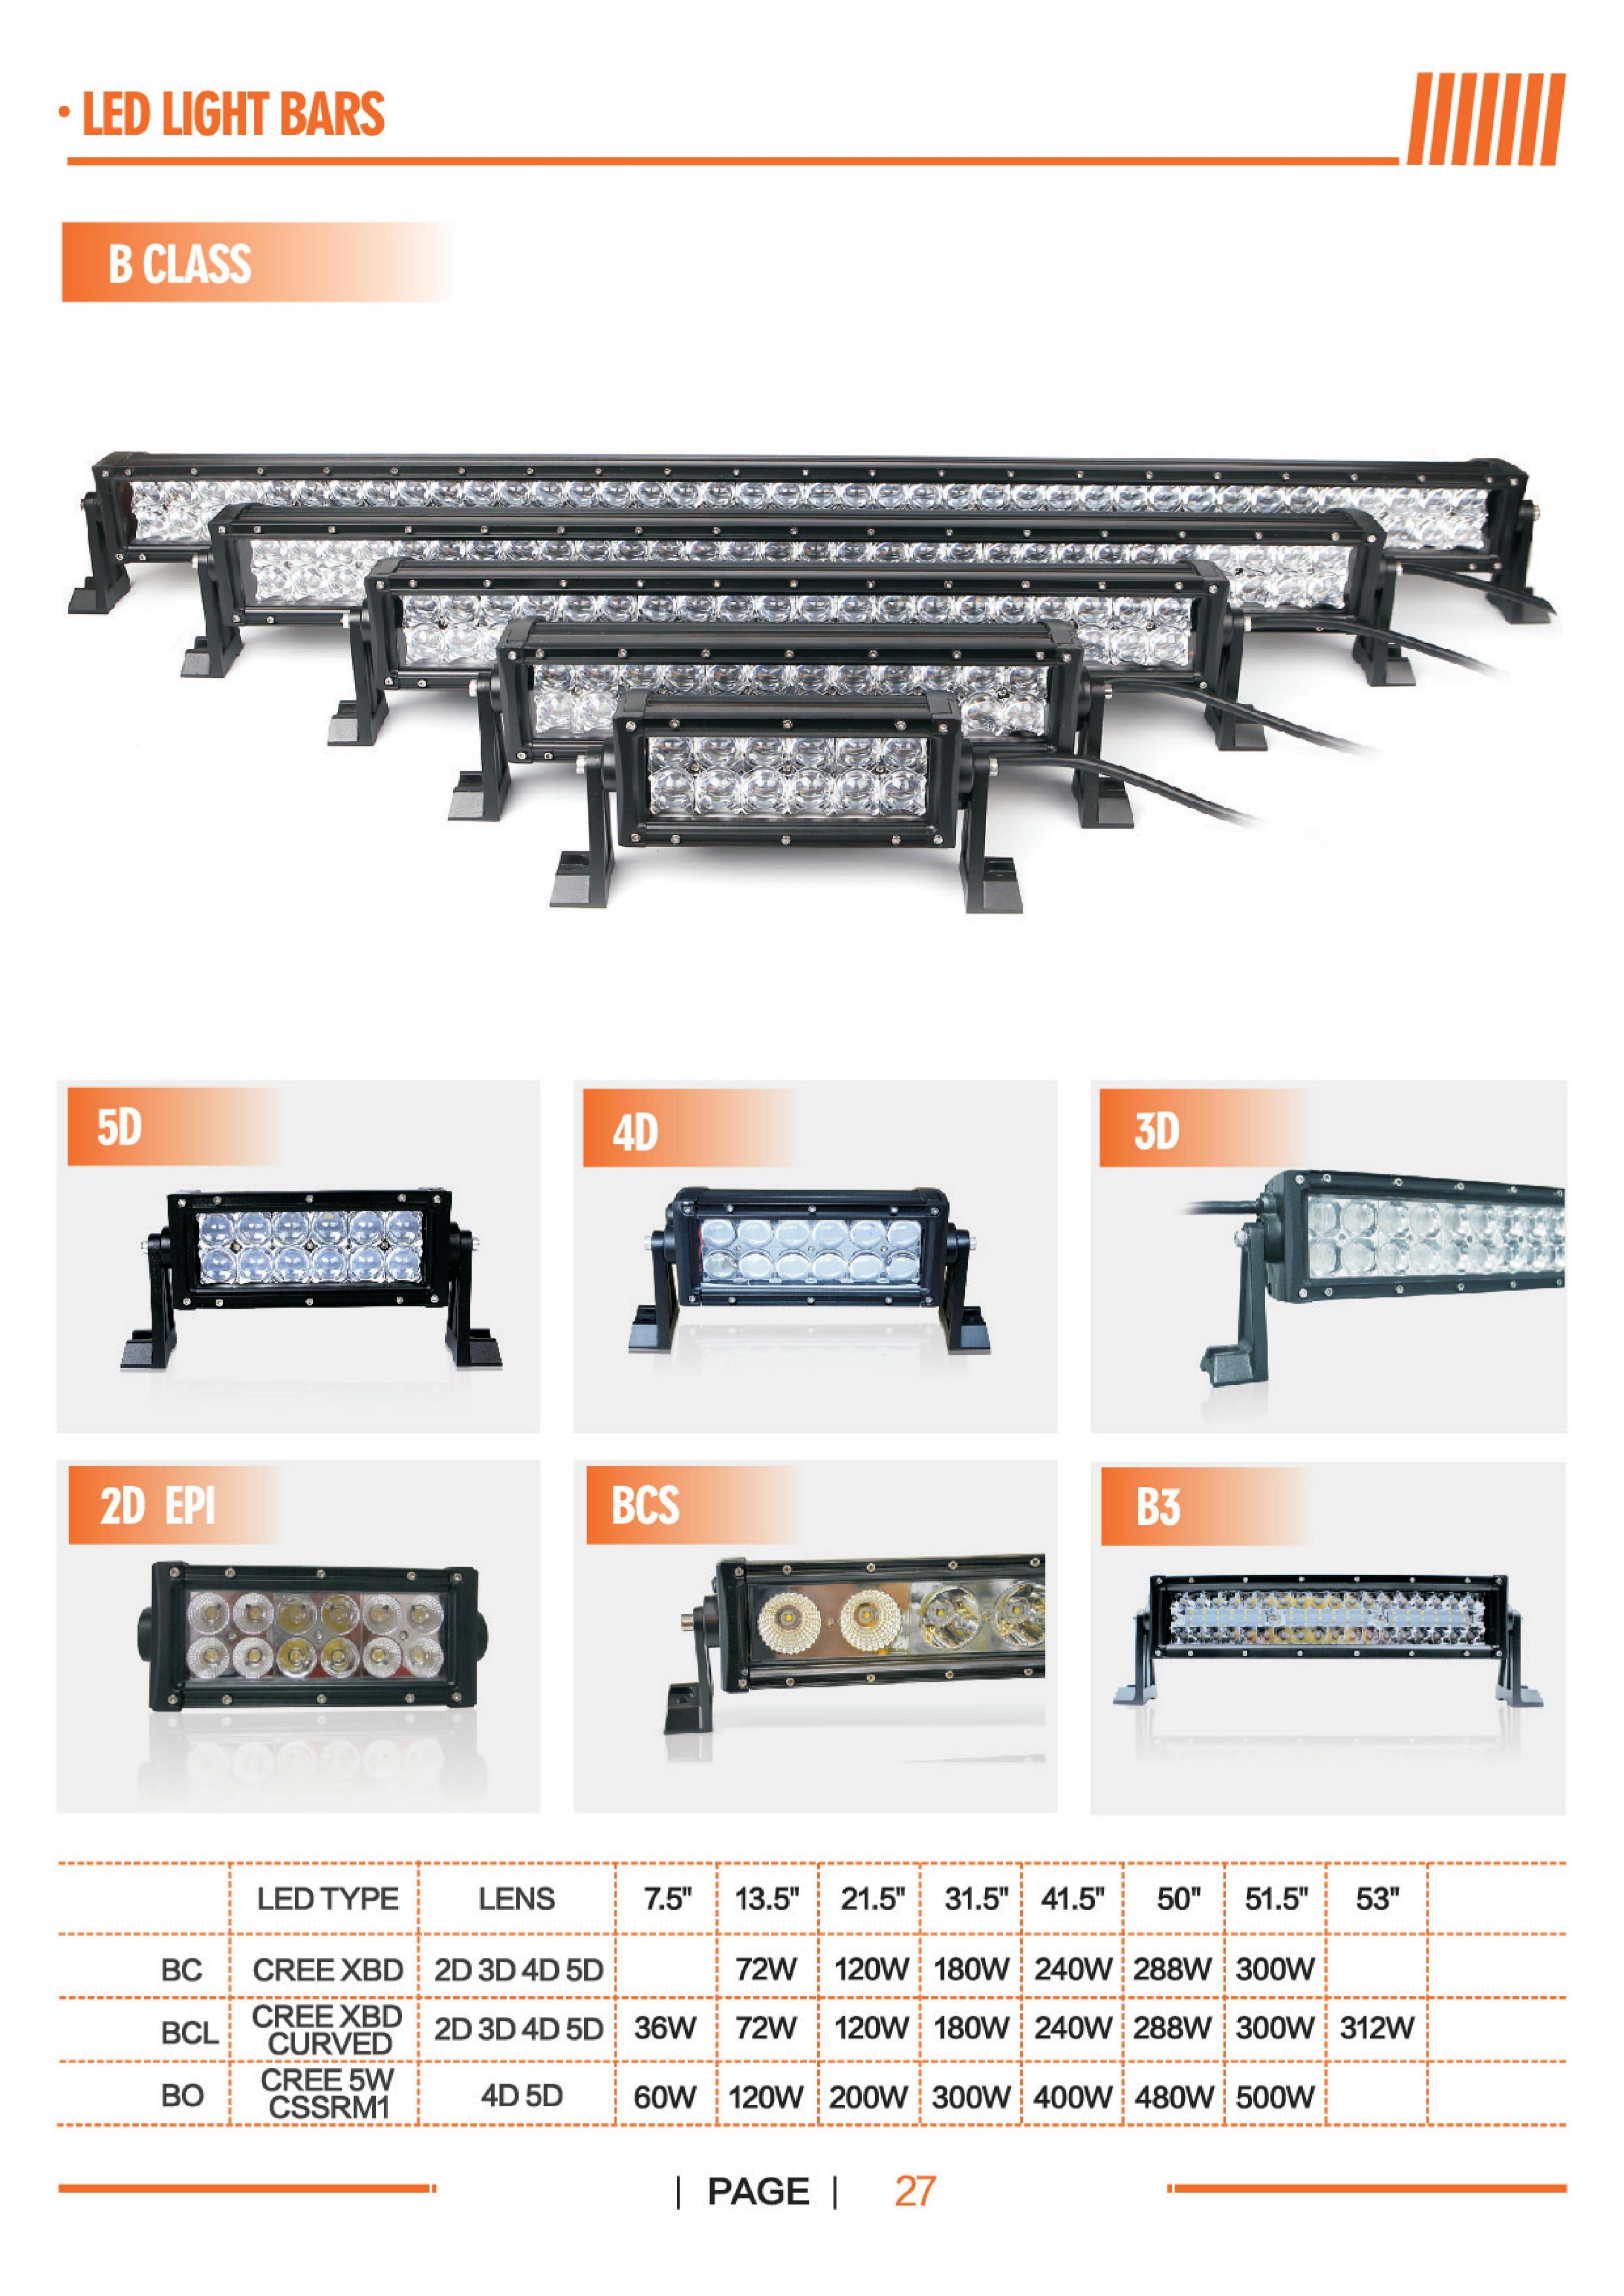 • LED LIGHT BARS
B CLASS
5D
4D
3D
2D EPI
BCS
B3
LED TYPE LENS 7.5" 13.5" 21.5" 31.5" 41.5" 50" 51.5" 53"
BC CREE XBD 2D 3D 4D 5D 72W 120W 180W 240W 288W 300W
BCL CREE XBD CURVED 2D 3D 4D 5D 36W 72W 120W 180W 240W 288W 300W 312W
BO CREE 5W CSSRM1 4D 5D 60W 120W 200W 300W 400W 480W 500W
| PAGE | 27